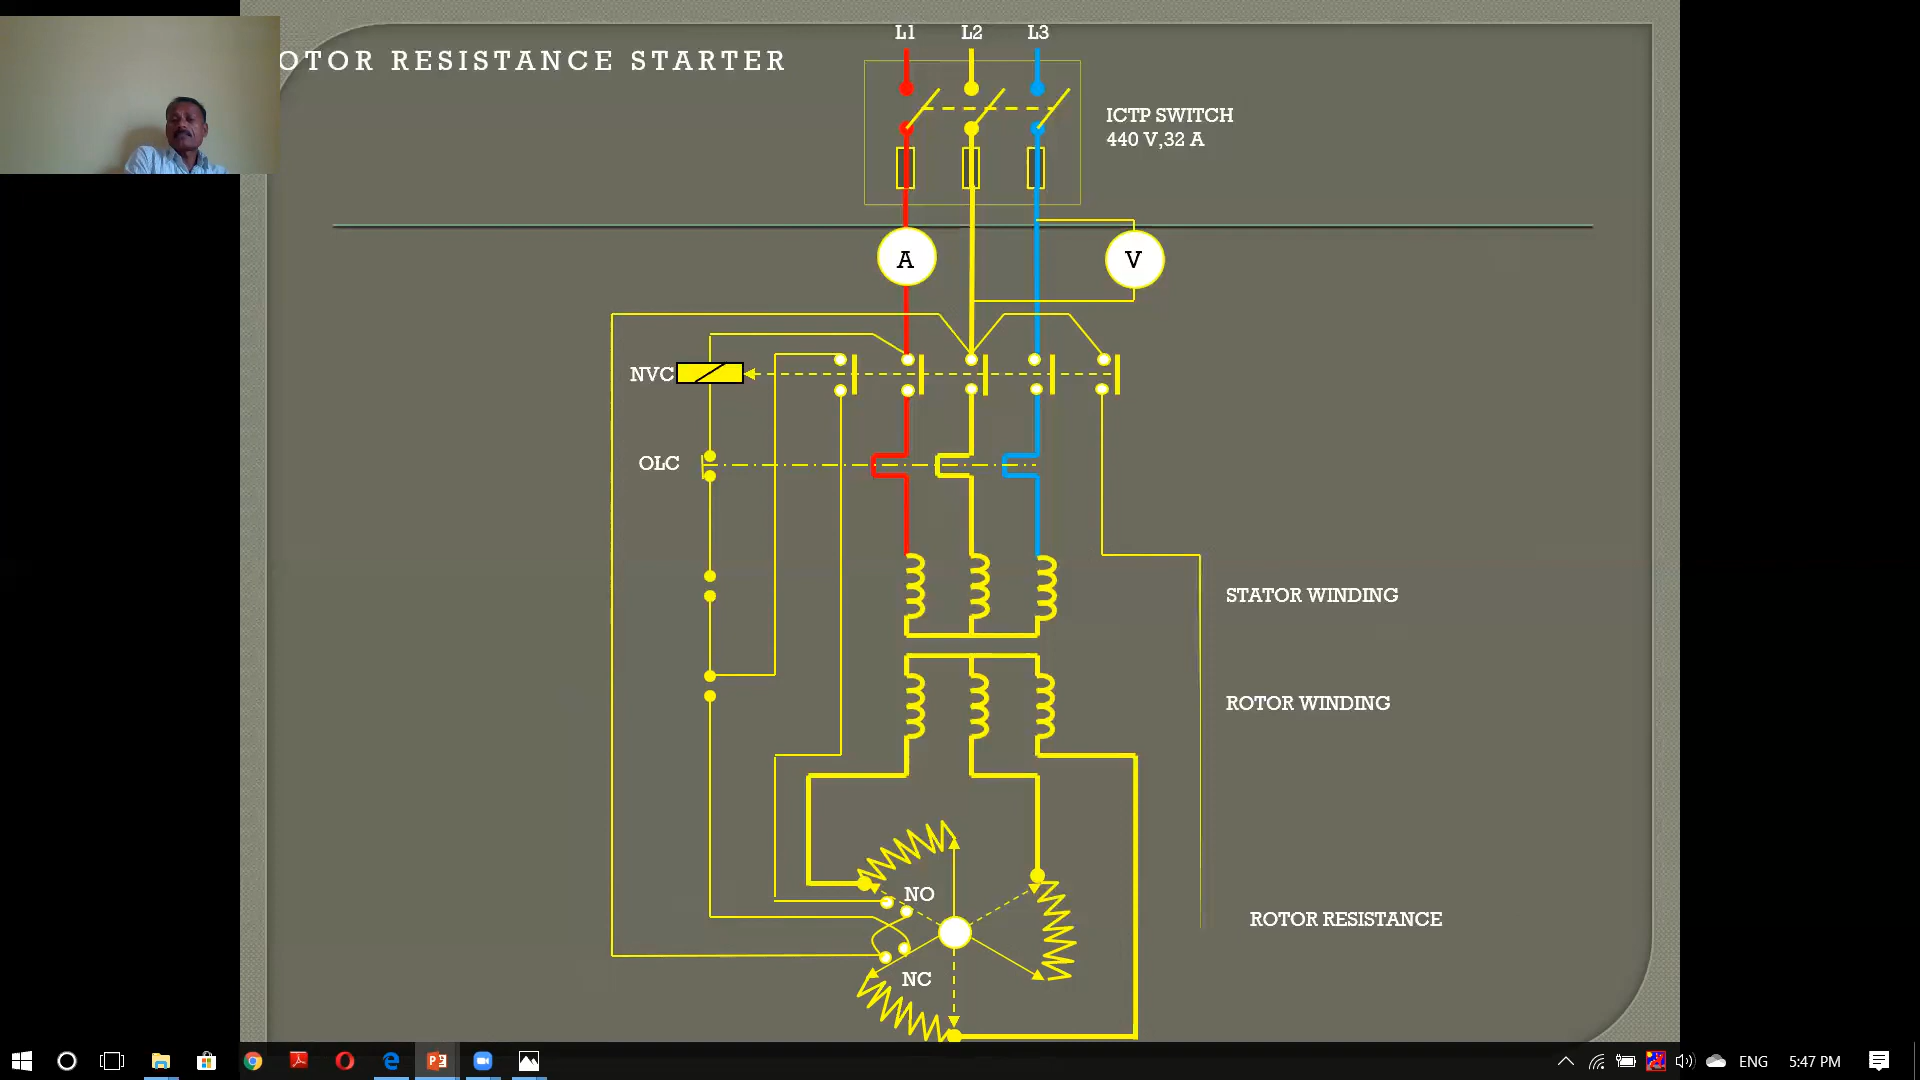 L1 L2 L3
OTOR RESISTANCE STARTER
ICTP SWITCH
440 V,32 A
A
V
NVC
OLC
STATOR WINDING
ROTOR WINDING
NO
ROTOR RESISTANCE
NC
ENG 5:47 PM